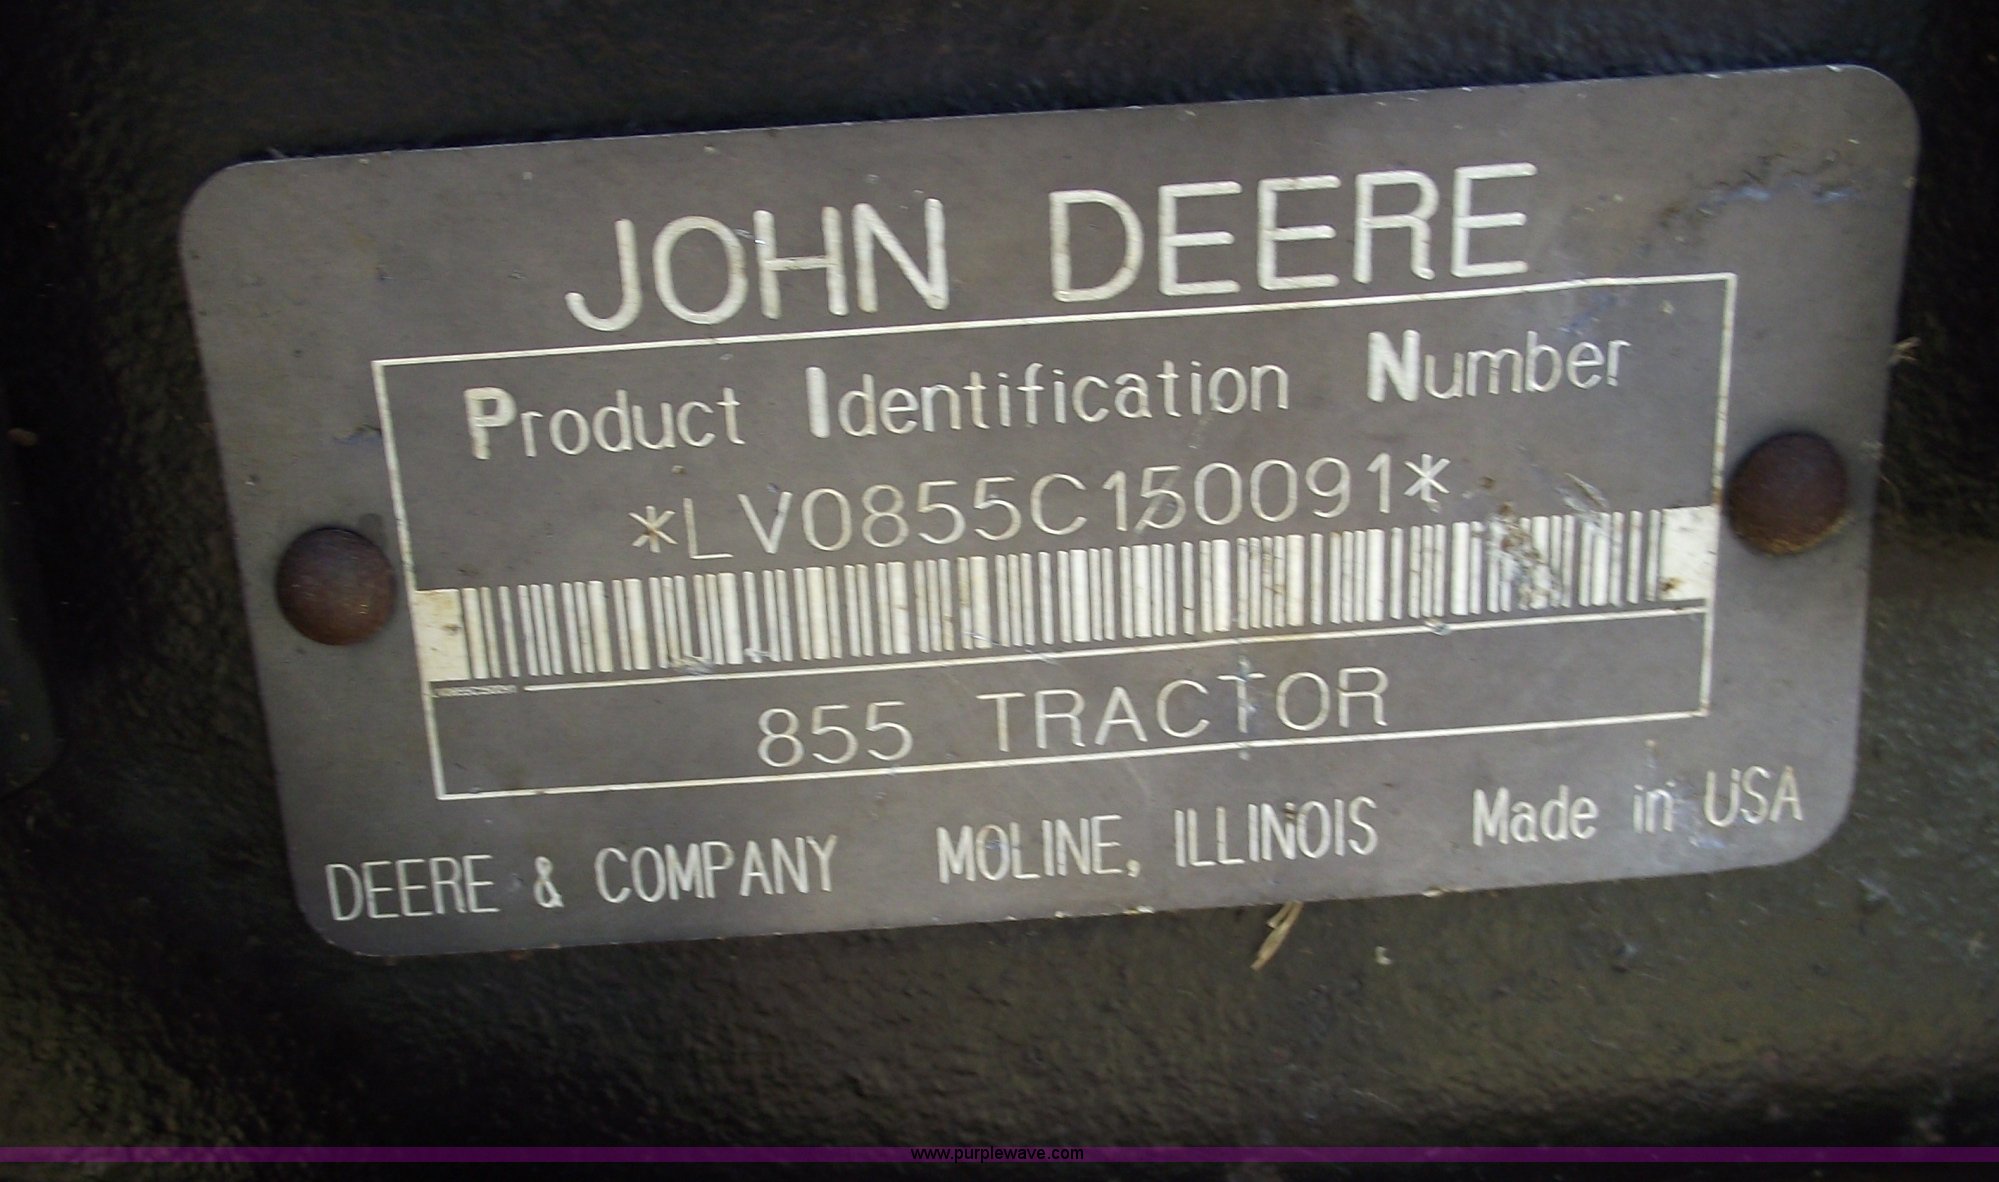 JOHN DEERE
Product Identification Number
*LV0855C150091*
855 TRACTOR
DEERE & COMPANY MOLINE, ILLINOIS Made in USA
www.purplewave.com